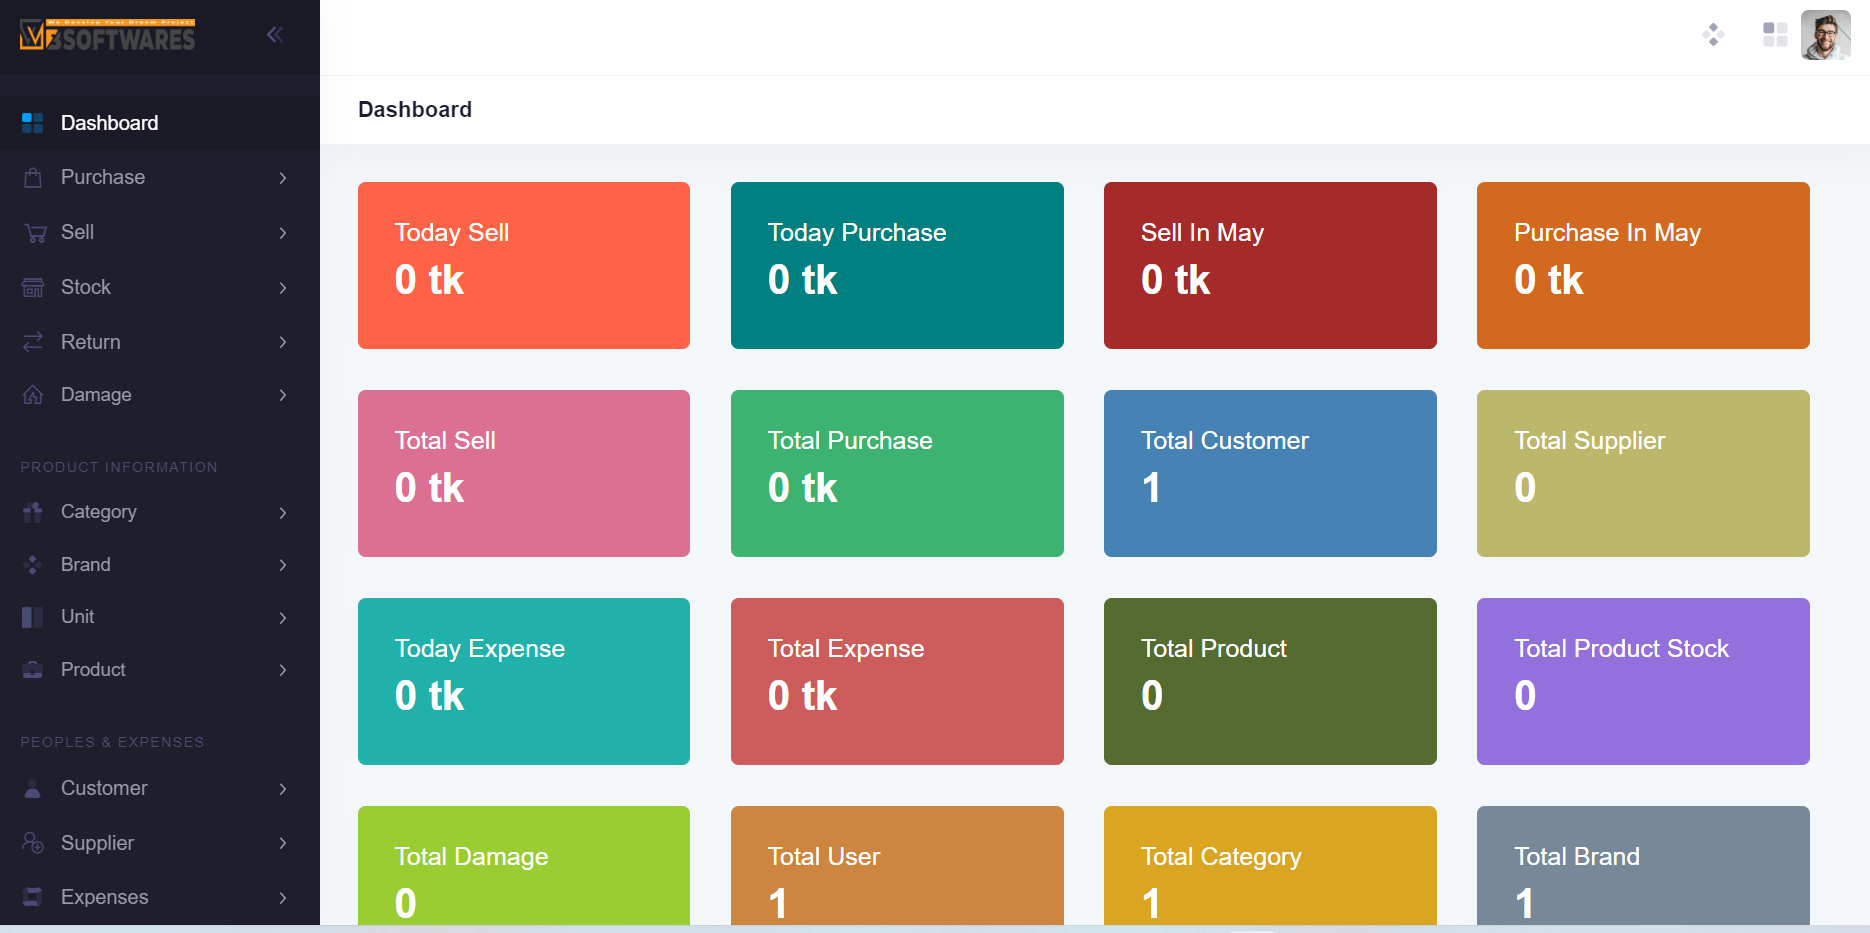 We Develop Your Dream Project
SOFTWARES
Dashboard
Purchase
Sell
Stock
Return
Damage
PRODUCT INFORMATION
Category
Brand
Unit
Product
PEOPLES & EXPENSES
Customer
Supplier
Expenses
Dashboard
Today Sell
0 tk
Today Purchase
0 tk
Sell In May
0 tk
Purchase In May
0 tk
Total Sell
0 tk
Total Purchase
0 tk
Total Customer
1
Total Supplier
0
Today Expense
0 tk
Total Expense
0 tk
Total Product
0
Total Product Stock
0
Total Damage
0
Total User
1
Total Category
1
Total Brand
1